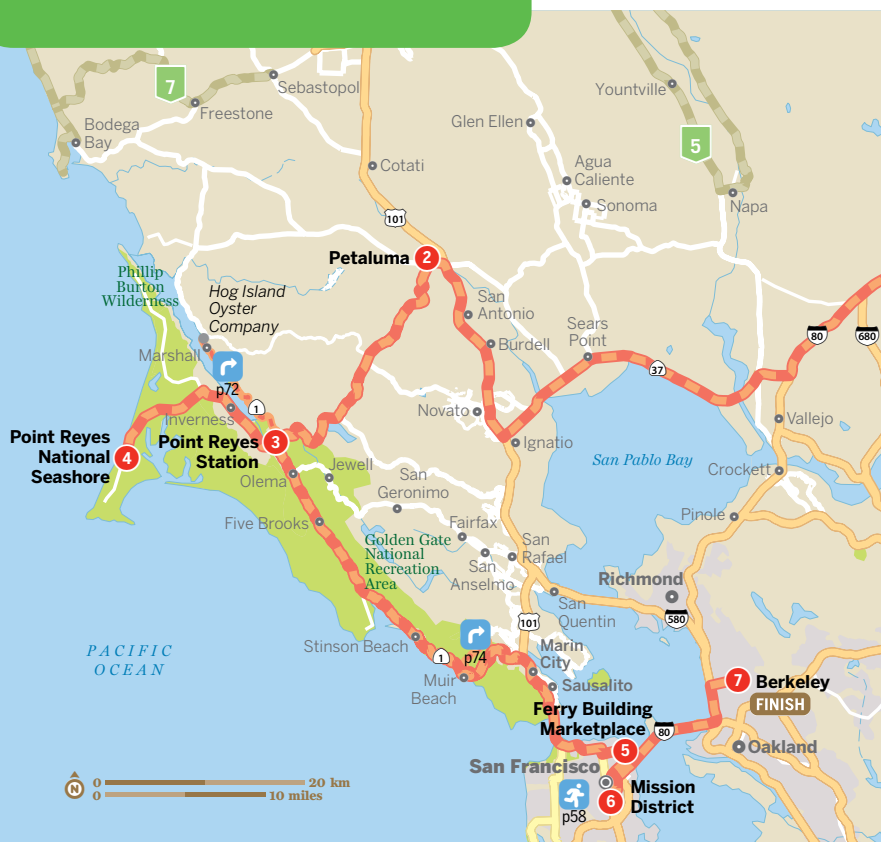 7
Sebastopol
Freestone
Bodega
Bay
Yountville
Glen Ellen
5
Agua
Caliente
Sonoma
Napa
Cotati
101
Petaluma 2
Phillip
Burton
Wilderness
Hog Island
Oyster
Company
San
Antonio
Sears
Point
Burdell
80
680
37
Marshall
p72
1
Inverness
Novato
Vallejo
Point Reyes
National
Seashore
4
Point Reyes
Station
3
Ignatio
San Pablo Bay
Crockett
Olema
Jewell
San
Geronimo
Pinole
Five Brooks
Fairfax
Golden Gate
National
Recreation
Area
San
Anselmo
San
Rafael
Richmond
San
Quentin
580
101
PACIFIC
OCEAN
Stinson Beach
1
p74
Marin
City
Muir
Beach
Sausalito
7 Berkeley
FINISH
Ferry Building
Marketplace
5
80
Oakland
San Francisco
6
Mission
District
p58
N
0 20 km
0 10 miles